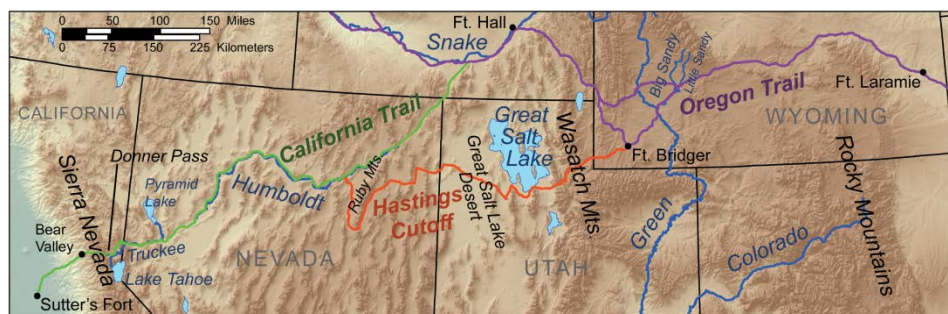 0 50 100 150 Miles
0 75 150 225
Kilometers
Ft. Hall
Snake
Big Sandy
Little Sandy
Oregon Trail
Ft. Laramie
WYOMING
CALIFORNIA
California Trail
Great
Salt
Lake
Wasatch Mts
Ft. Bridger
Rocky Mountains
Donner Pass
Sierra Nevada
Pyramid
Lake
Humboldt
Ruby Mts.
Great Salt Lake
Desert
Hastings
Cutoff
Bear
Valley
Truckee
Lake Tahoe
NEVADA
UTAH
Green
Colorado
Sutter's Fort